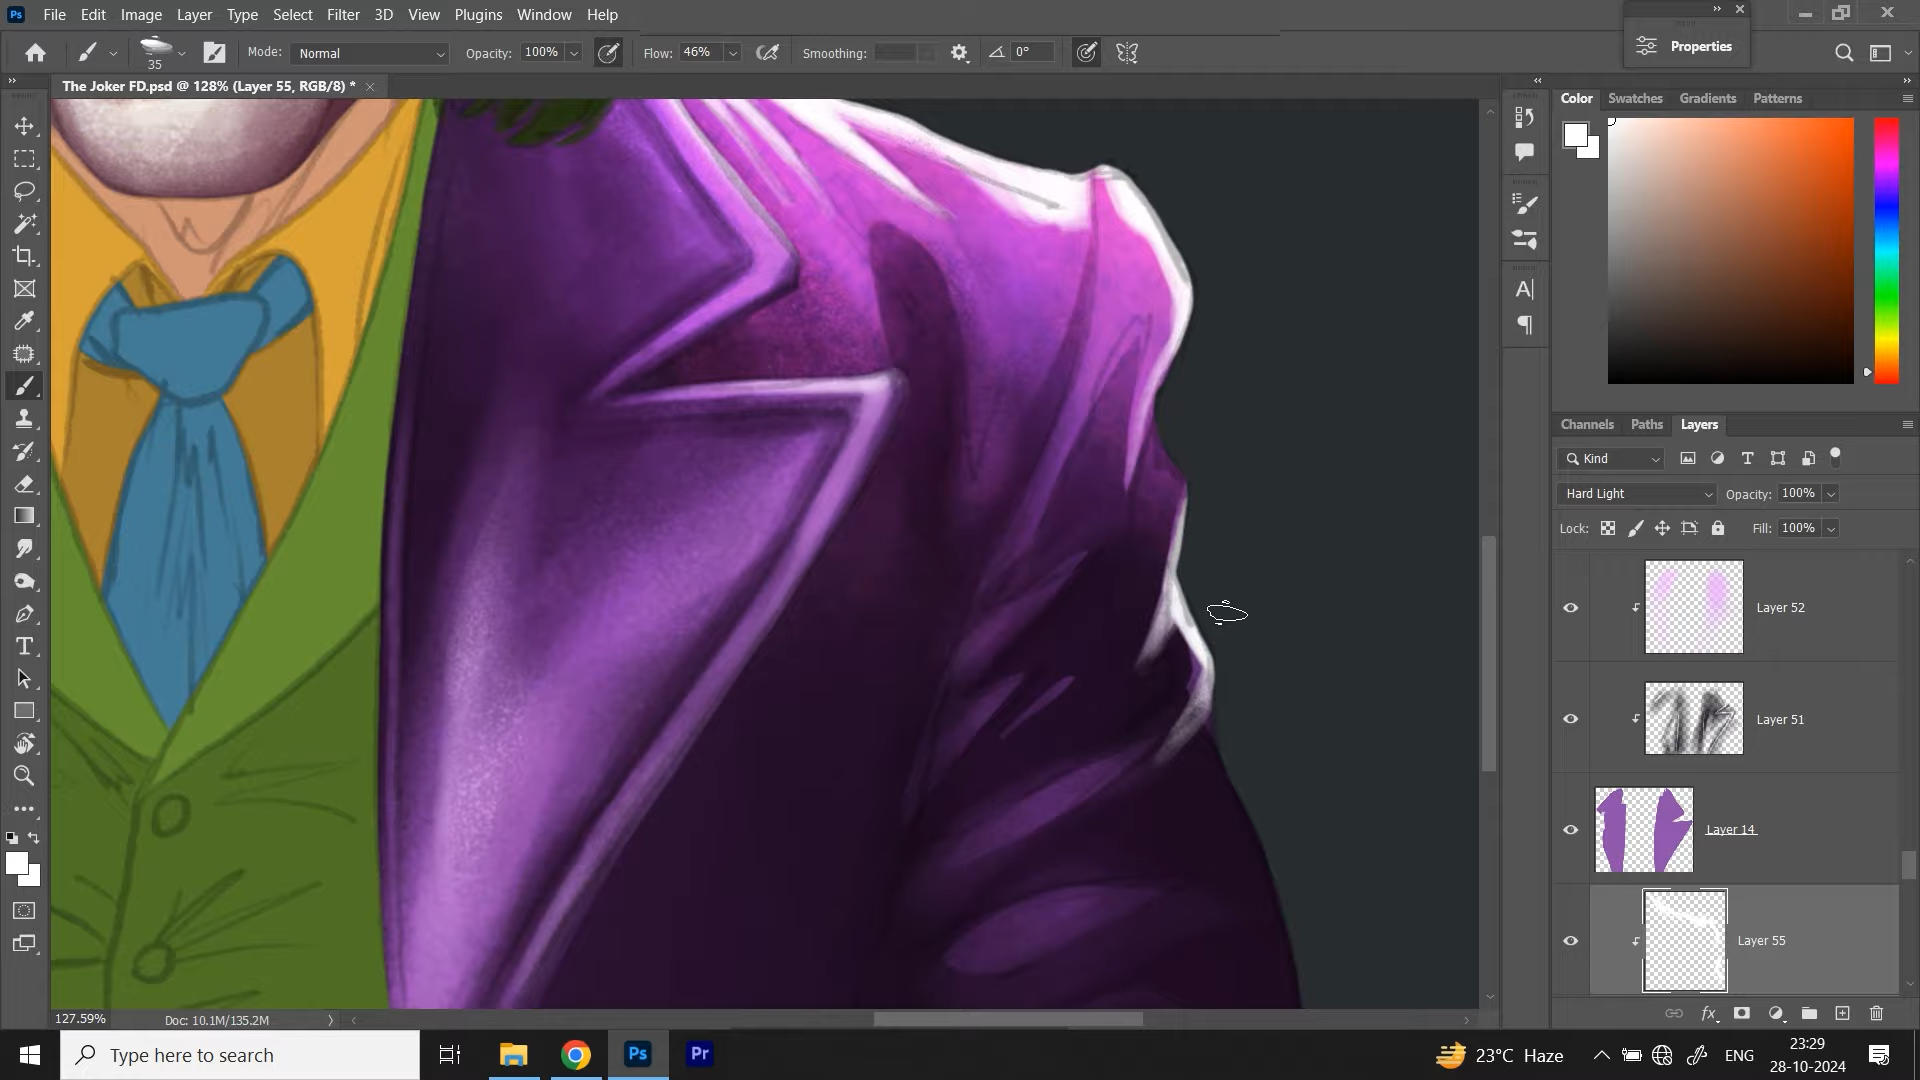 Ps File Edit Image Layer Type Select Filter 3D View Plugins Window Help
Properties
35 Mode: Normal Opacity: 100% Flow: 46% Smoothing: 0°
The Joker FD.psd @ 128% (Layer 55, RGB/8) *
Color Swatches Gradients Patterns
Channels Paths Layers
Kind
Hard Light Opacity: 100%
Lock: Fill: 100%
Layer 52
Layer 51
Layer 14
Layer 55
fx
127.59% Doc: 10.1M/135.2M
Type here to search
Ps Pr
23°C Haze
ENG
23:29
28-10-2024